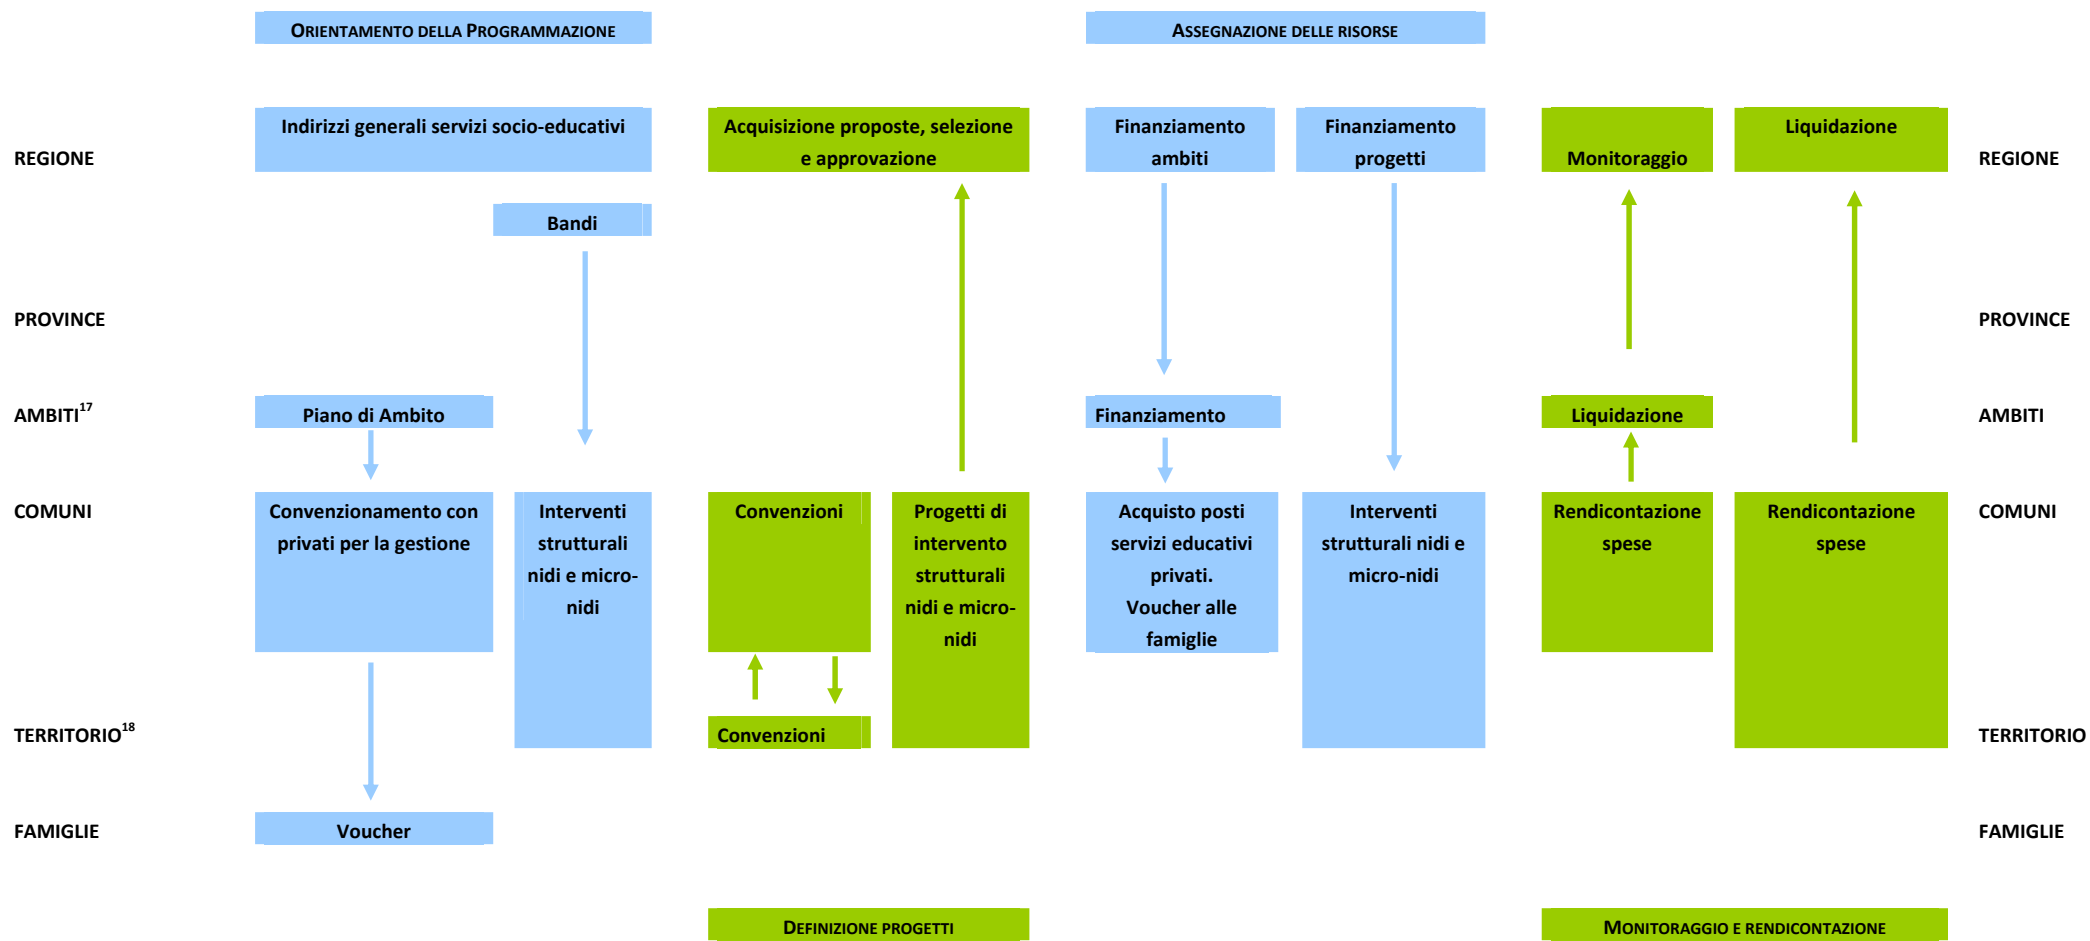 ORIENTAMENTO DELLA PROGRAMMAZIONE
ASSEGNAZIONE DELLE RISORSE
REGIONE
Indirizzi generali servizi socio-educativi
Acquisizione proposte, selezione
e approvazione
Finanziamento
ambiti
Finanziamento
progetti
Monitoraggio
Liquidazione
REGIONE
Bandi
PROVINCE
PROVINCE
AMBITI17
Piano di Ambito
Finanziamento
Liquidazione
AMBITI
COMUNI
Convenzionamento con
privati per la gestione
Interventi
strutturali
nidi e micro-
nidi
Convenzioni
Progetti di
intervento
strutturali
nidi e micro-
nidi
Acquisto posti
servizi educativi
privati.
Voucher alle
famiglie
Interventi
strutturali nidi e
micro-nidi
Rendicontazione
spese
Rendicontazione
spese
COMUNI
TERRITORIO18
Convenzioni
TERRITORIO
FAMIGLIE
Voucher
FAMIGLIE
DEFINIZIONE PROGETTI
MONITORAGGIO E RENDICONTAZIONE